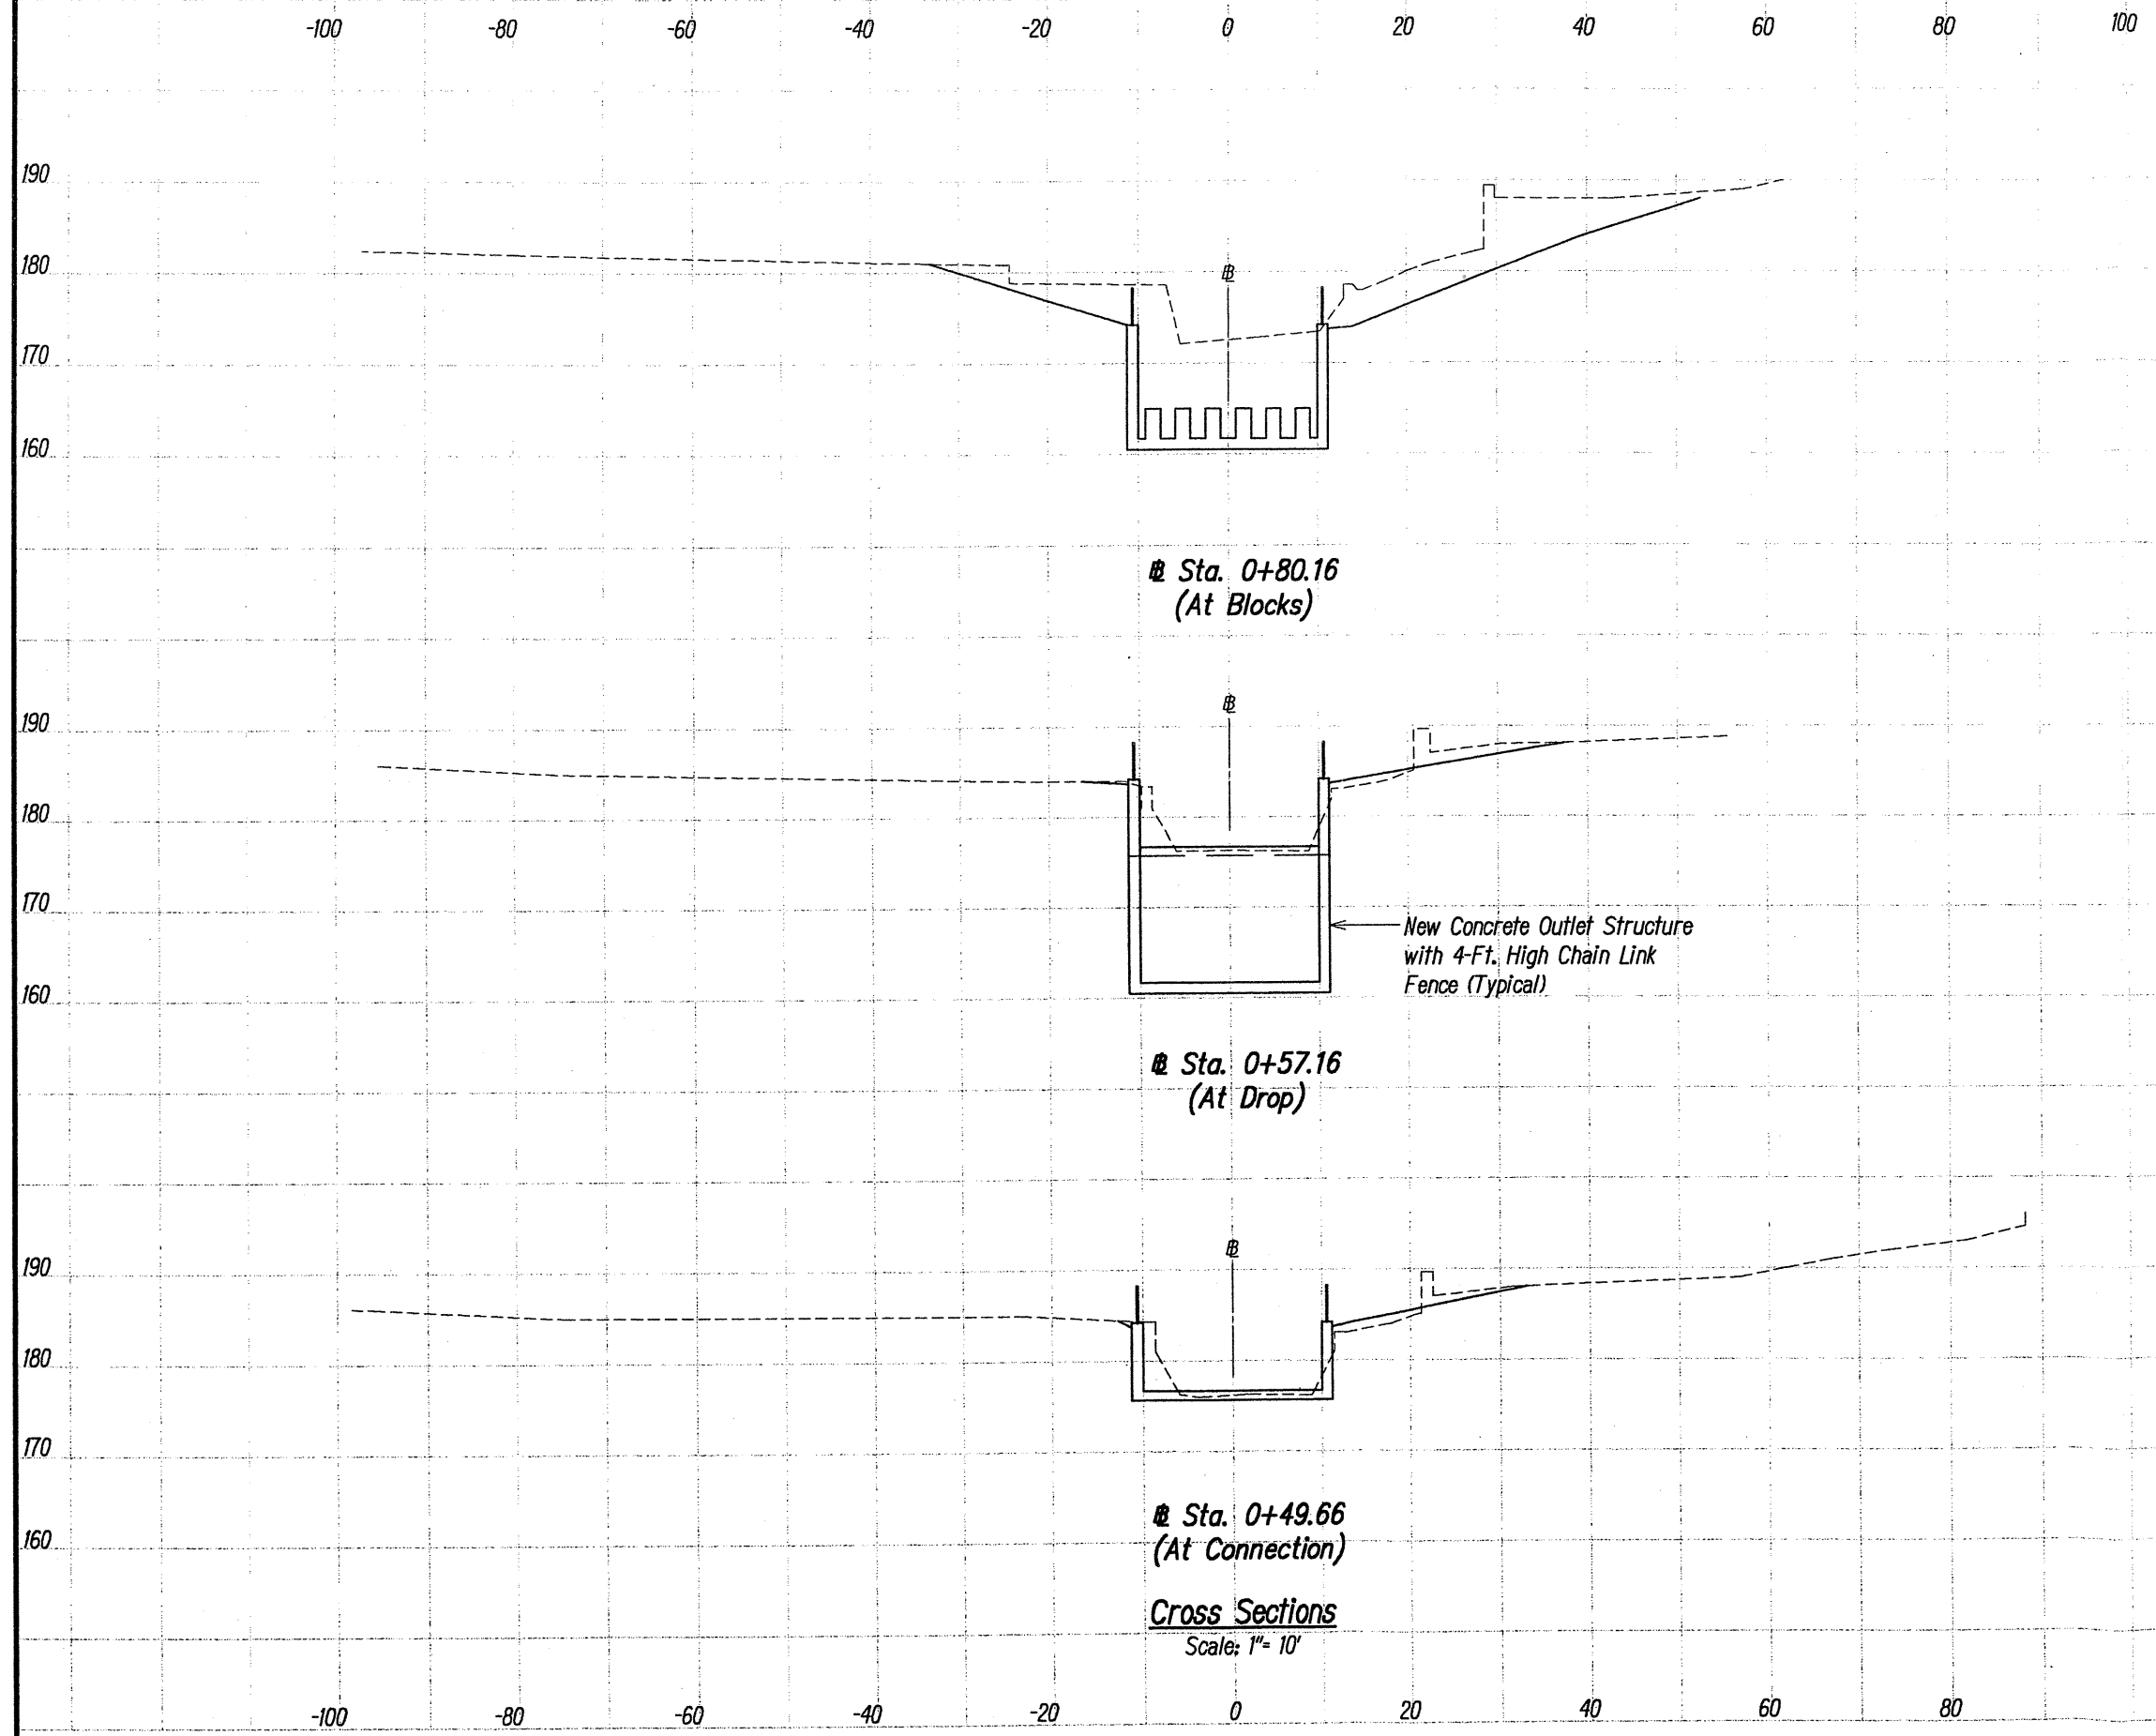 -100 -80 -60 -40 -20 0 20 40 60 80 100
190
180
℄
170
160
℄ Sta. 0+80.16
(At Blocks)
190
℄
180
170
New Concrete Outlet Structure
with 4-Ft. High Chain Link
Fence (Typical)
160
℄ Sta. 0+57.16
(At Drop)
190
℄
180
170
℄ Sta. 0+49.66
(At Connection)
160
Cross Sections
Scale: 1"= 10'
-100 -80 -60 -40 -20 0 20 40 60 80